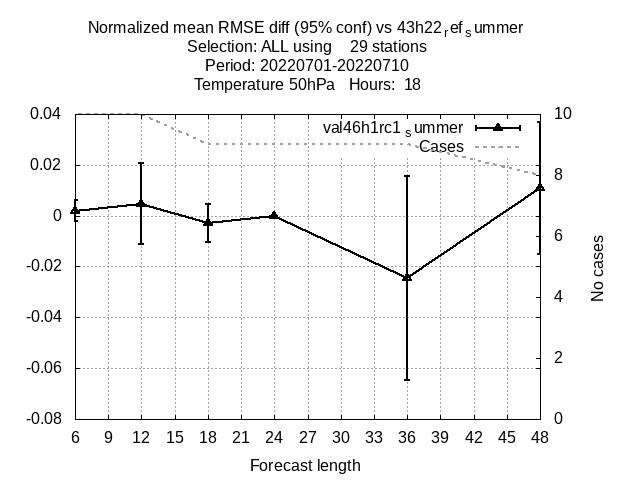 Normalized mean RMSE diff (95% conf) vs 43h22refsummer
Selection: ALL using 29 stations
Period: 20220701-20220710
Temperature 50hPa Hours: 18
val46h1rc1summer
Cases
0.04
0.02
0
-0.02
-0.04
-0.06
-0.08
10
8
6
4
2
0
No cases
6 9 12 15 18 21 24 27 30 33 36 39 42 45 48
Forecast length